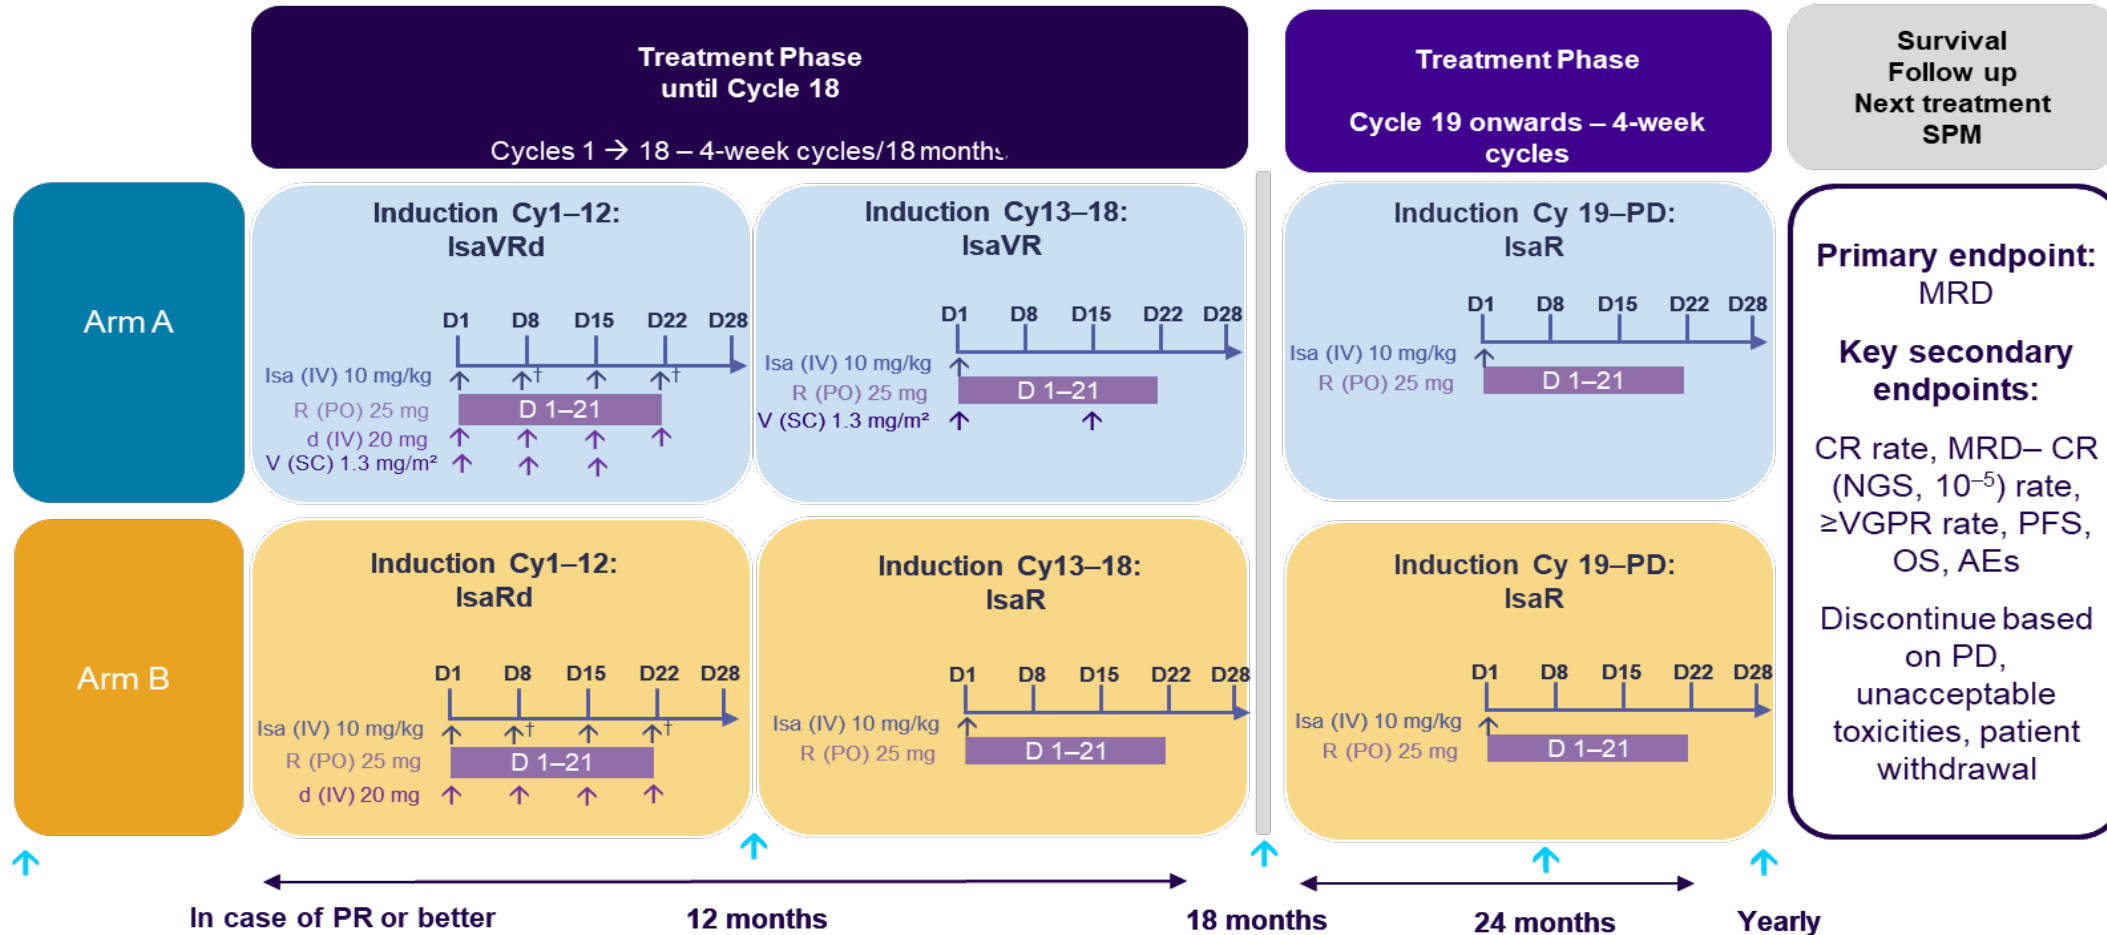 Treatment Phase
until Cycle 18
Cycles 1 → 18 – 4-week cycles/18 months
Treatment Phase
Cycle 19 onwards – 4-week
cycles
Survival
Follow up
Next treatment
SPM
Arm A
Induction Cy1–12:
IsaVRd
D1 D8 D15 D22 D28
Isa (IV) 10 mg/kg † †
R (PO) 25 mg D 1–21
d (IV) 20 mg
V (SC) 1.3 mg/m²
Induction Cy13–18:
IsaVR
D1 D8 D15 D22 D28
Isa (IV) 10 mg/kg
R (PO) 25 mg D 1–21
V (SC) 1.3 mg/m²
Induction Cy 19–PD:
IsaR
D1 D8 D15 D22 D28
Isa (IV) 10 mg/kg
R (PO) 25 mg D 1–21
Arm B
Induction Cy1–12:
IsaRd
D1 D8 D15 D22 D28
Isa (IV) 10 mg/kg † †
R (PO) 25 mg D 1–21
d (IV) 20 mg
Induction Cy13–18:
IsaR
D1 D8 D15 D22 D28
Isa (IV) 10 mg/kg
R (PO) 25 mg D 1–21
Induction Cy 19–PD:
IsaR
D1 D8 D15 D22 D28
Isa (IV) 10 mg/kg
R (PO) 25 mg D 1–21
Primary endpoint:
MRD
Key secondary
endpoints:
CR rate, MRD– CR
(NGS, 10⁻⁵) rate,
≥VGPR rate, PFS,
OS, AEs
Discontinue based
on PD,
unacceptable
toxicities, patient
withdrawal
In case of PR or better 12 months 18 months 24 months Yearly